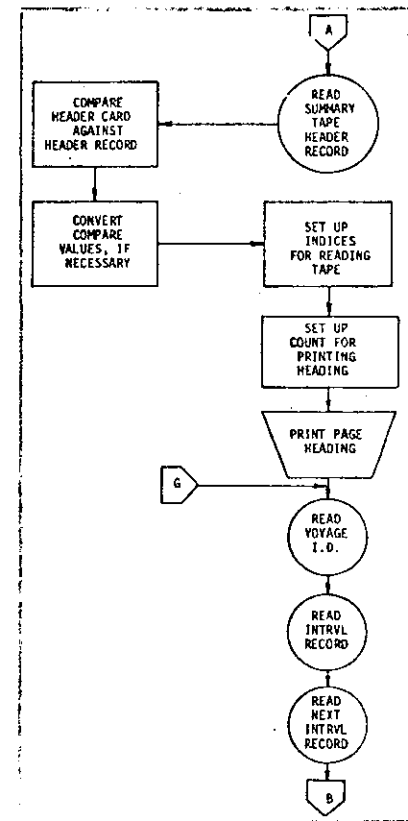 A
READ
SUMMARY
TAPE
HEADER
RECORD
COMPARE
HEADER CARD
AGAINST
HEADER RECORD
CONVERT
COMPARE
VALUES, IF
NECESSARY
SET UP
INDICES
FOR READING
TAPE
SET UP
COUNT FOR
PRINTING
HEADING
PRINT PAGE
HEADING
G
READ
VOYAGE
I.D.
READ
INTRVL
RECORD
READ
NEXT
INTRVL
RECORD
B